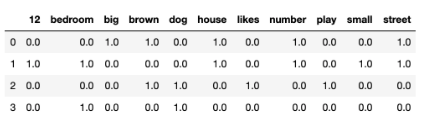 12 bedroom big brown dog house likes number play small street
0 0.0 0.0 1.0 1.0 0.0 1.0 0.0 1.0 0.0 0.0 1.0
1 1.0 1.0 0.0 0.0 0.0 1.0 0.0 1.0 0.0 1.0 1.0
2 0.0 0.0 0.0 1.0 1.0 0.0 1.0 0.0 1.0 0.0 0.0
3 0.0 1.0 0.0 0.0 1.0 0.0 0.0 0.0 0.0 0.0 0.0